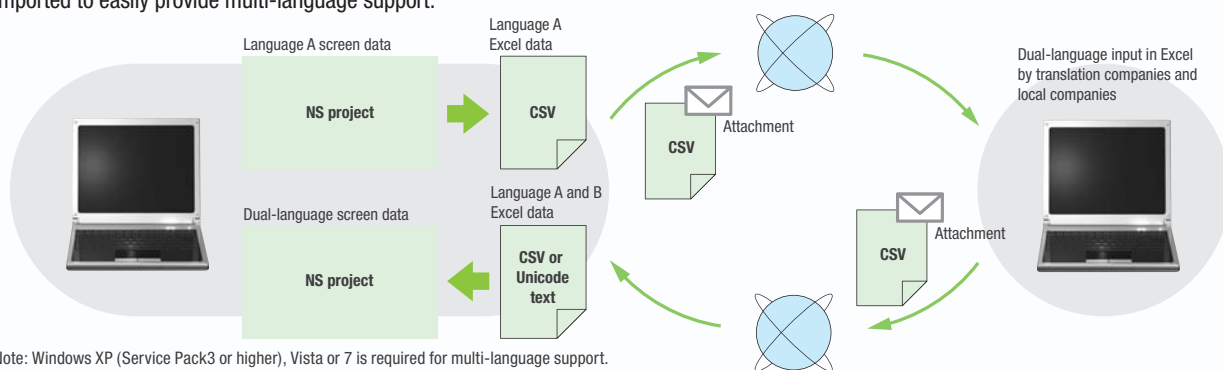 mported to easily provide multi-language support.
Language A screen data
NS project
Language A
Excel data
CSV
CSV
Attachment
Dual-language input in Excel
by translation companies and
local companies
Dual-language screen data
NS project
Language A and B
Excel data
CSV or
Unicode
text
CSV
Attachment
Note: Windows XP (Service Pack3 or higher), Vista or 7 is required for multi-language support.